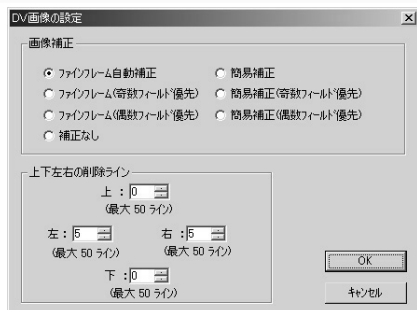 DV画像の設定
画像補正
ファインフレーム自動補正
簡易補正
ファインフレーム(奇数フィールド優先)
簡易補正(奇数フィールド優先)
ファインフレーム(偶数フィールド優先)
簡易補正(偶数フィールド優先)
補正なし
上下左右の削除ライン
上：0
(最大 50 ライン)
左：5
右：5
(最大 50 ライン)
(最大 50 ライン)
下：0
(最大 50 ライン)
OK
キャンセル